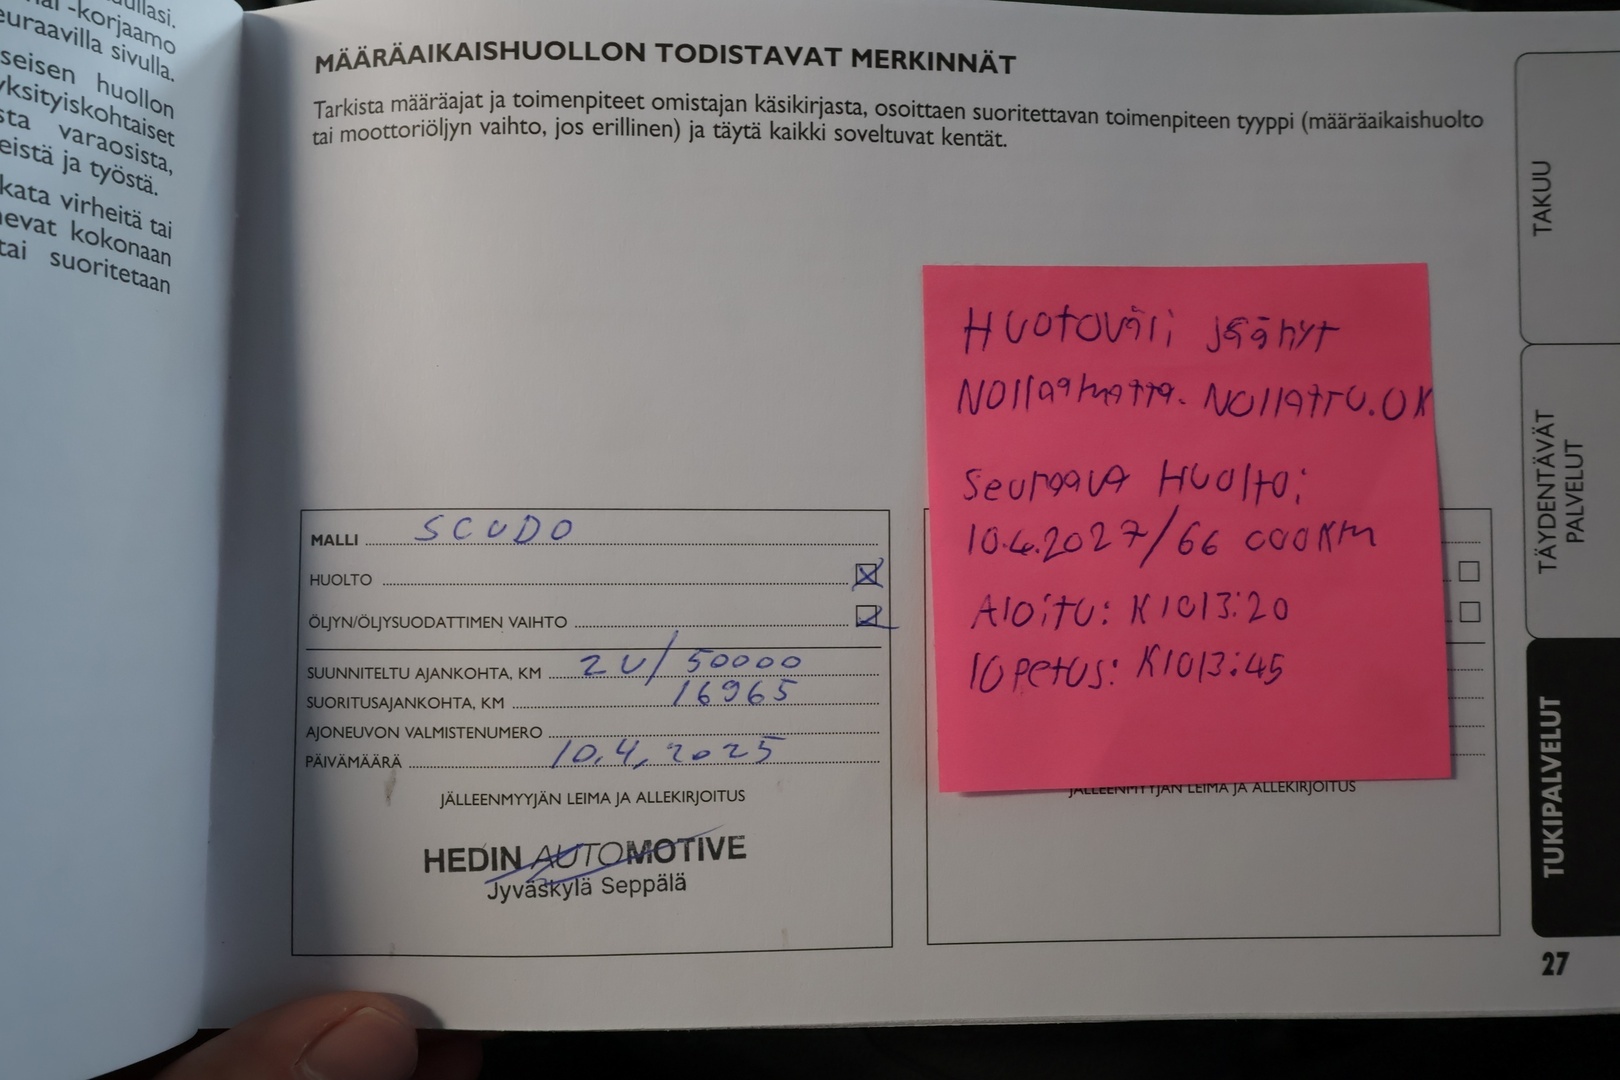 ullasi.
-korjaamo
euraavilla sivulla.
seisen huollon
yksityiskohtaiset
sta varaosista,
eistä ja työstä.
kata virheitä tai
evat kokonaan
tai suoritetaan
MÄÄRÄAIKAISHUOLLON TODISTAVAT MERKINNÄT
Tarkista määräajat ja toimenpiteet omistajan käsikirjasta, osoittaen suoritettavan toimenpiteen tyyppi (määräaikaishuolto
tai moottoriöljyn vaihto, jos erillinen) ja täytä kaikki soveltuvat kentät.
MALLI SCUDO
HUOLTO
ÖLJYN/ÖLJYSUODATTIMEN VAIHTO
SUUNNITELTU AJANKOHTA, KM 2V/50000
SUORITUSAJANKOHTA, KM 16965
AJONEUVON VALMISTENUMERO
PÄIVÄMÄÄRÄ 10.4.2025
JÄLLEENMYYJÄN LEIMA JA ALLEKIRJOITUS
HEDIN AUTOMOTIVE
Jyväskylä Seppälä
Huotoväli jäänyt
Nollaamatta. Nollattu. OK
Seuraava Huolto:
10.4.2027/66 000KM
Aloitu: Klo13:20
lopetus: Klo13:45
JÄLLEENMYYJÄN LEIMA JA ALLEKIRJOITUS
TAKUU
TÄYDENTÄVÄT
PALVELUT
TUKIPALVELUT
27